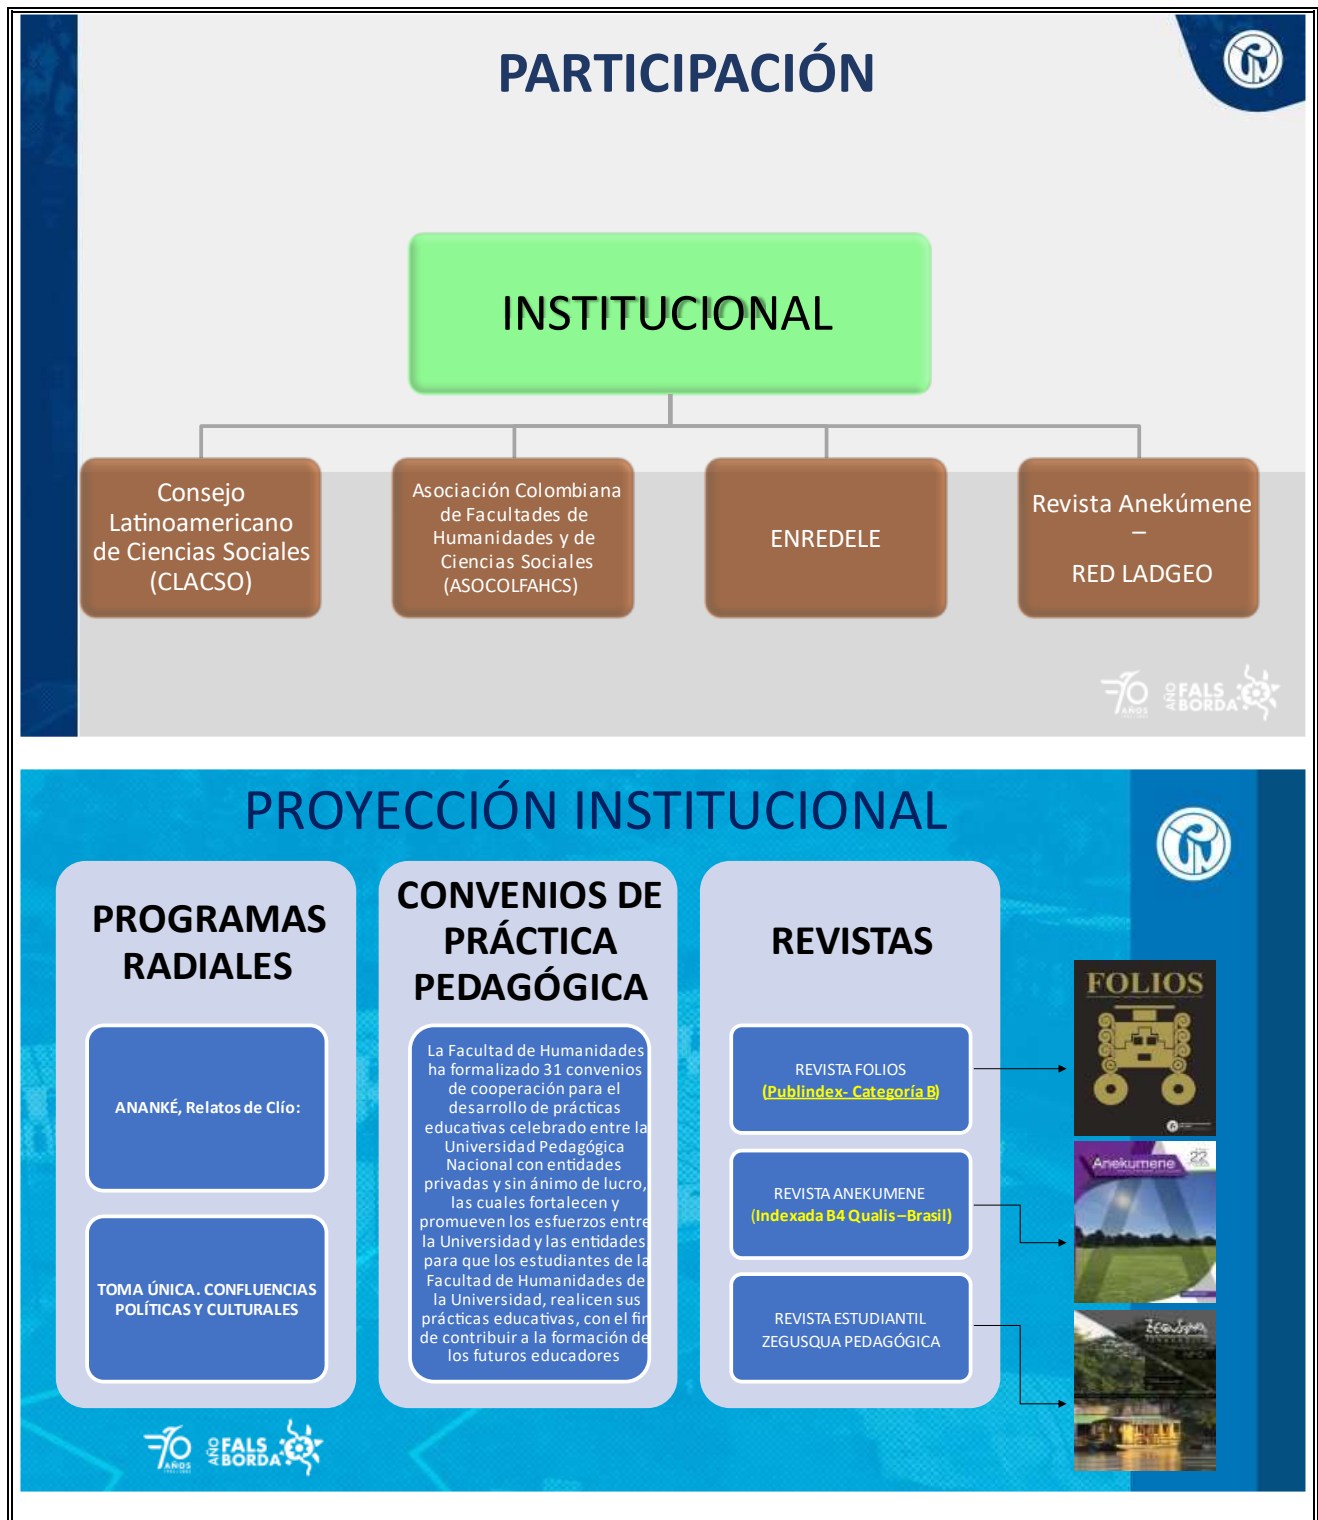 PARTICIPACIÓN
INSTITUCIONAL
Consejo
Latinoamericano
de Ciencias Sociales
(CLACSO)
Asociación Colombiana
de Facultades de
Humanidades y de
Ciencias Sociales
(ASOCOLFAHCS)
ENREDELE
Revista Anekúmene
–
RED LADGEO
70
AÑOS
AÑO
FALS
BORDA
PROYECCIÓN INSTITUCIONAL
PROGRAMAS
RADIALES
ANANKÉ, Relatos de Clío:
TOMA ÚNICA. CONFLUENCIAS
POLÍTICAS Y CULTURALES
CONVENIOS DE
PRÁCTICA
PEDAGÓGICA
La Facultad de Humanidades
ha formalizado 31 convenios
de cooperación para el
desarrollo de prácticas
educativas celebrado entre la
Universidad Pedagógica
Nacional con entidades
privadas y sin ánimo de lucro,
las cuales fortalecen y
promueven los esfuerzos entre
la Universidad y las entidades
para que los estudiantes de la
Facultad de Humanidades de
la Universidad, realicen sus
prácticas educativas, con el fin
de contribuir a la formación de
los futuros educadores
REVISTAS
REVISTA FOLIOS
(Publindex- Categoría B)
REVISTA ANEKUMENE
(Indexada B4 Qualis –Brasil)
REVISTA ESTUDIANTIL
ZEGUSQUA PEDAGÓGICA
FOLIOS
Anekumene
22
70
AÑOS
AÑO
FALS
BORDA